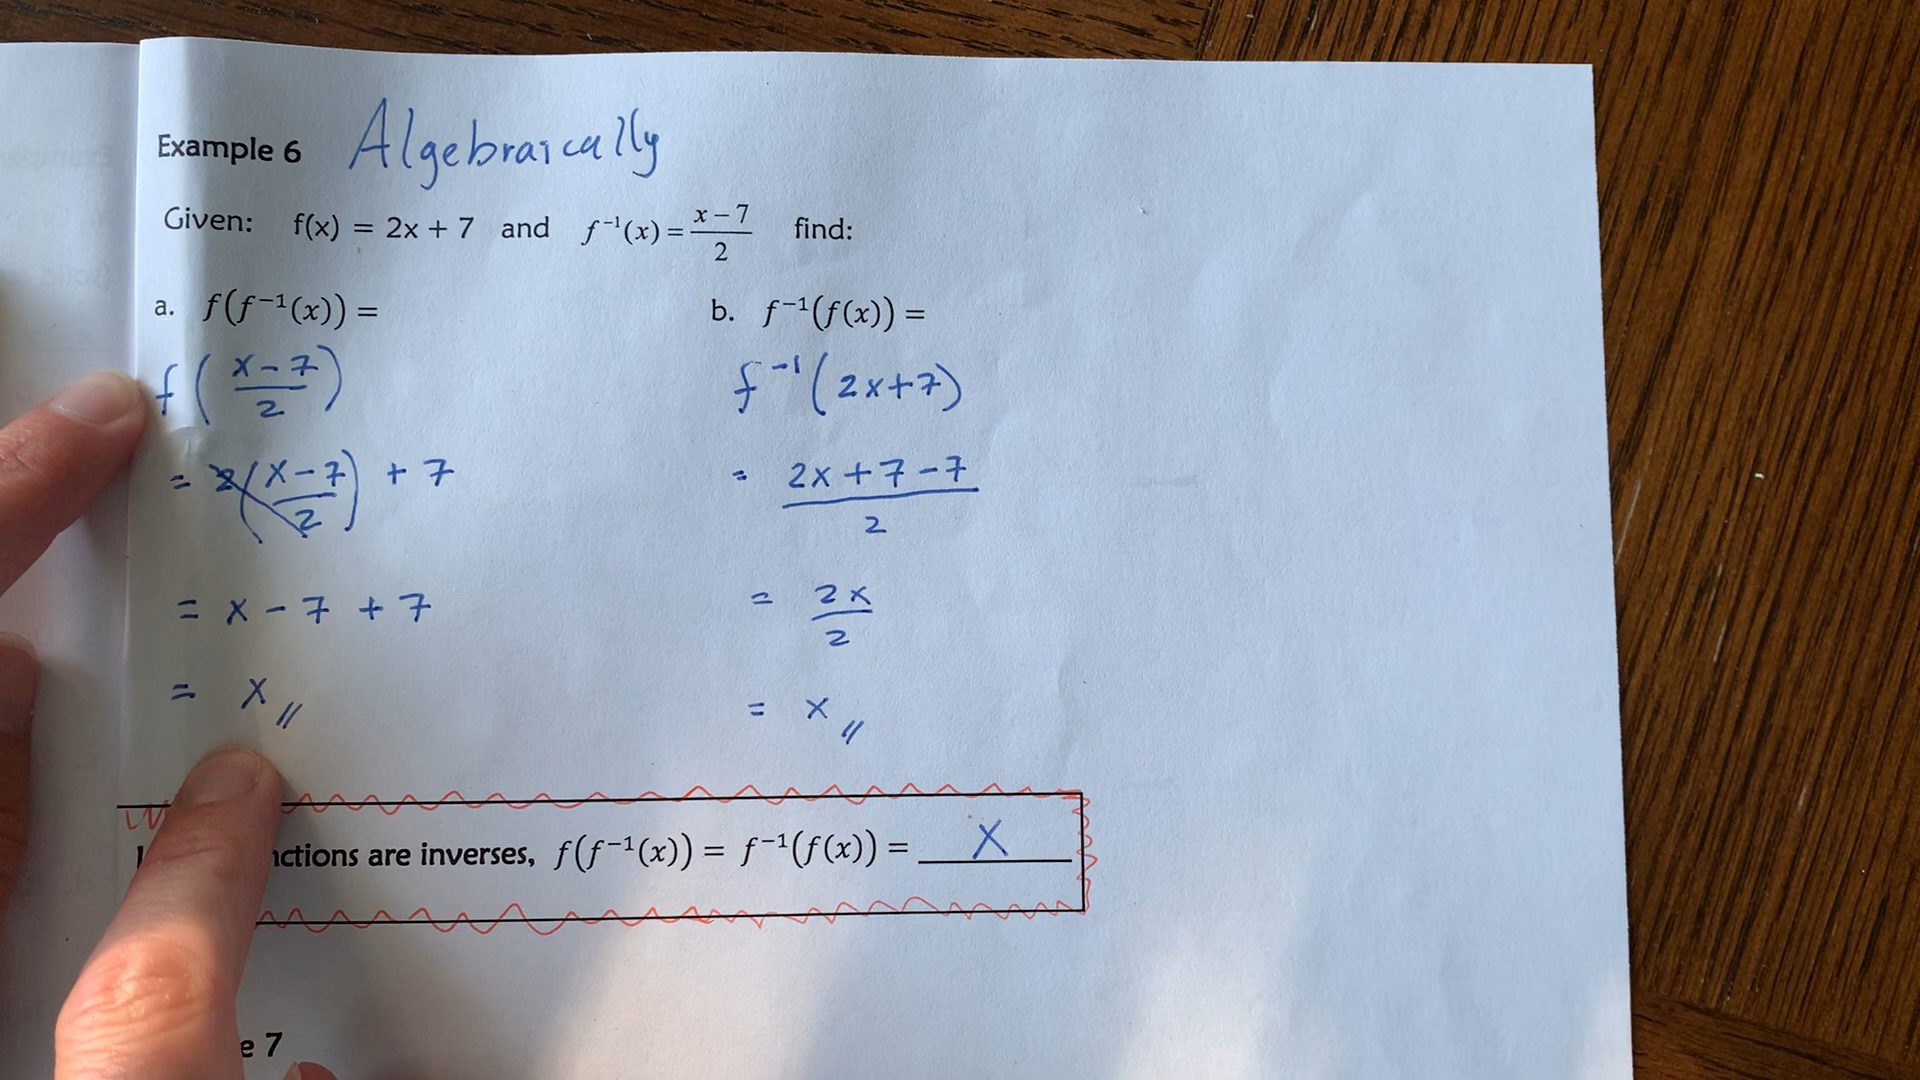 Example 6 Algebraically
Given: f(x) = 2x + 7 and f⁻¹(x) = (x − 7)/2 find:
a. f(f⁻¹(x)) =
f((x − 7)/2)
= 2((x − 7)/2) + 7
= x − 7 + 7
= x //
b. f⁻¹(f(x)) =
f⁻¹(2x + 7)
= (2x + 7 − 7)/2
= 2x/2
= x //
are inverses, f(f⁻¹(x)) = f⁻¹(f(x)) = x
7